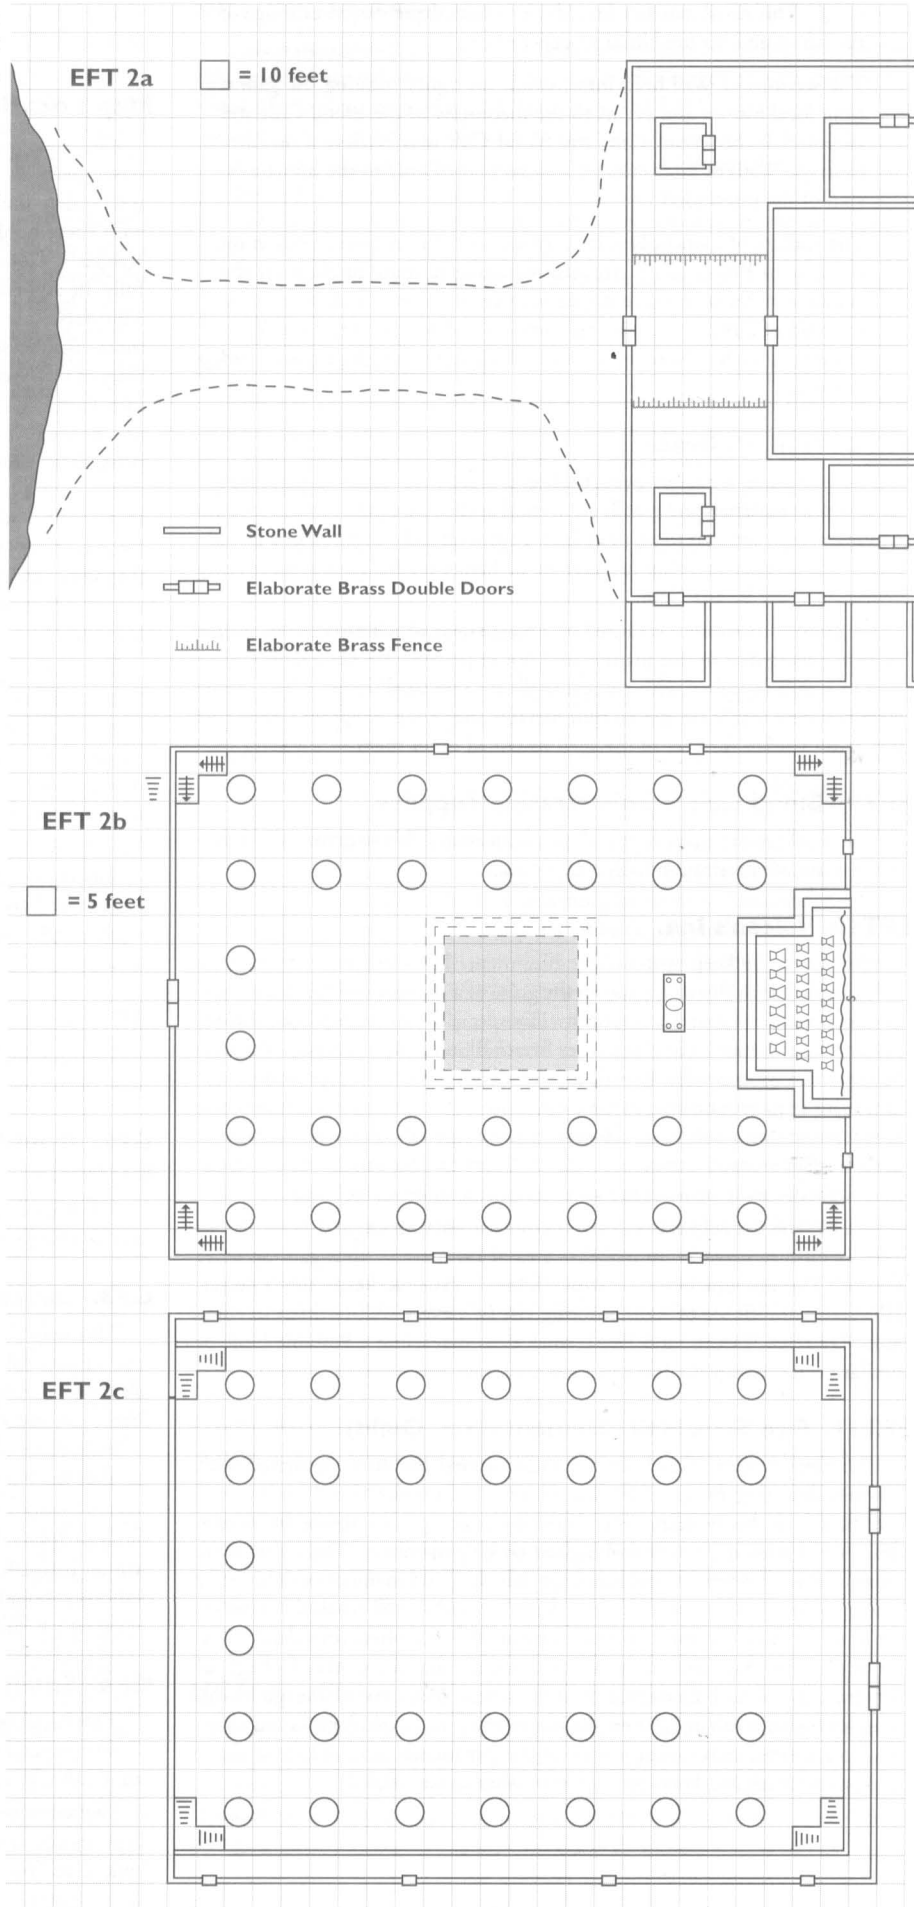 EFT 2a
= 10 feet
Stone Wall
Elaborate Brass Double Doors
Elaborate Brass Fence
EFT 2b
= 5 feet
S
EFT 2c